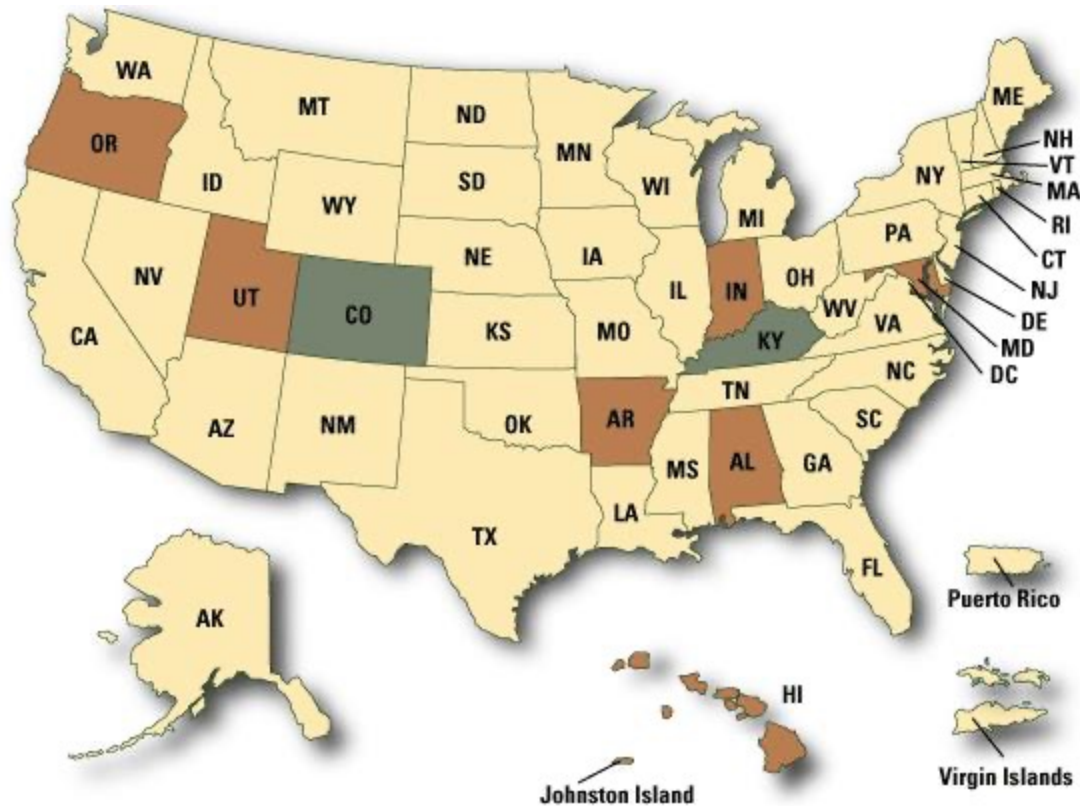 WA
MT
ND
MN
ME
OR
ID
WY
SD
WI
MI
NY
NH
VT
MA
RI
CT
NJ
DE
MD
DC
NV
UT
CO
NE
IA
IL
IN
OH
PA
WV
VA
KY
CA
KS
MO
NC
TN
SC
AZ
NM
OK
AR
MS
AL
GA
TX
LA
FL
AK
HI
Puerto Rico
Virgin Islands
Johnston Island